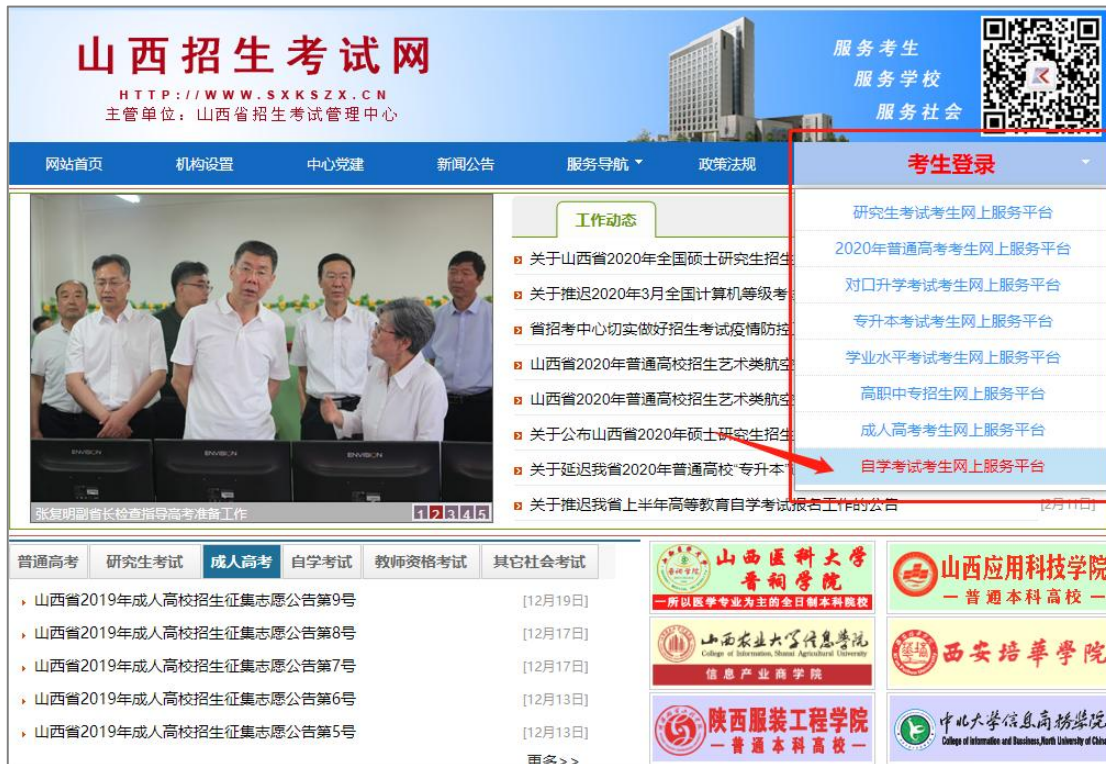 山西招生考试网
HTTP://WWW.SXKSZX.CN
主管单位：山西省招生考试管理中心
服务考生
服务学校
服务社会
网站首页 机构设置 中心党建 新闻公告 服务导航 政策法规 考生登录
研究生考试考生网上服务平台
2020年普通高考考生网上服务平台
对口升学考试考生网上服务平台
专升本考试考生网上服务平台
学业水平考试考生网上服务平台
高职中专招生网上服务平台
成人高考考生网上服务平台
自学考试考生网上服务平台
工作动态
关于山西省2020年全国硕士研究生招生
关于推迟2020年3月全国计算机等级考
省招考中心切实做好招生考试疫情防控
山西省2020年普通高校招生艺术类航空
山西省2020年普通高校招生艺术类航空
关于公布山西省2020年硕士研究生招生
关于延迟我省2020年普通高校“专升本”
关于推迟我省上半年高等教育自学考试报名工作的公告 [2月11日]
ENVISION ENVISION ENVISION
张复明副省长检查指导高考准备工作 1 2 3 4 5
普通高考 研究生考试 成人高考 自学考试 教师资格考试 其它社会考试
山西省2019年成人高校招生征集志愿公告第9号 [12月19日]
山西省2019年成人高校招生征集志愿公告第8号 [12月17日]
山西省2019年成人高校招生征集志愿公告第7号 [12月17日]
山西省2019年成人高校招生征集志愿公告第6号 [12月13日]
山西省2019年成人高校招生征集志愿公告第5号 [12月13日]
更多>>
山西医科大学
晋祠学院
一所以医学专业为主的全日制本科院校
山西应用科技学院
—普通本科高校—
山西农业大学信息学院
College of Information, Shanxi Agricultural University
信息产业商学院
西安培華學院
陕西服装工程学院
—普通本科高校—
中北大学信息商务学院
College of Information and Bussiness,North University of China